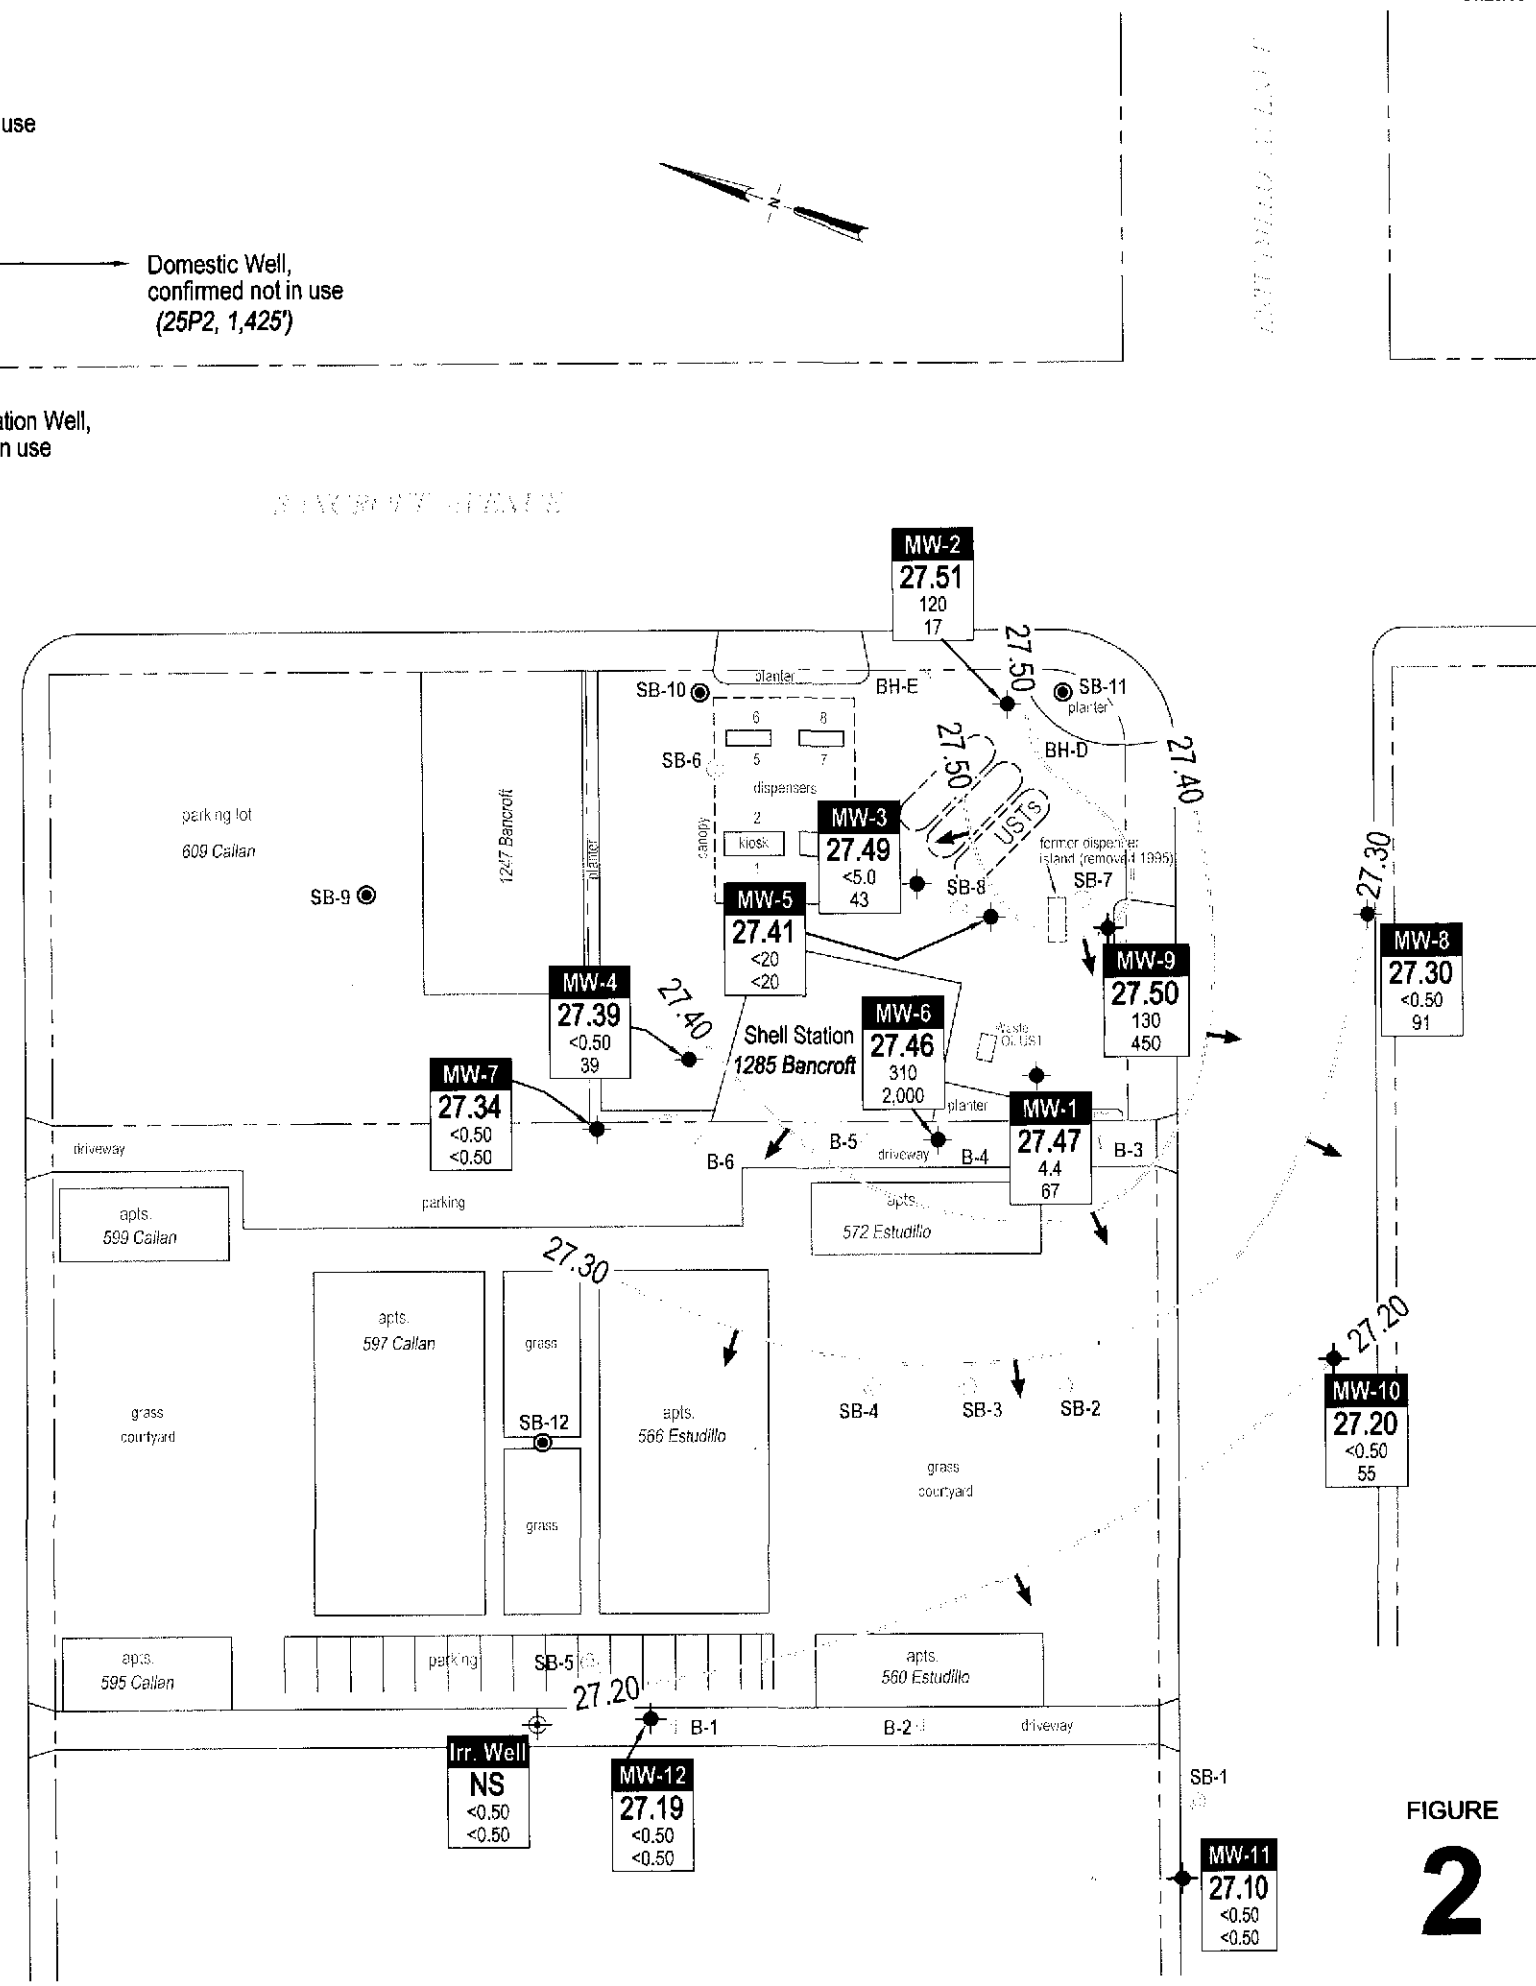 use
N
Domestic Well,
confirmed not in use
(25P2, 1,425')
ation Well,
n use
BANCROFT AVENUE
MW-2
27.51
120
17
27.50
SB-10
planter
BH-E
SB-11
planter
6
8
5
7
SB-6
27.50
BH-D
27.40
dispensers
canopy
2
kiosk
1
MW-3
27.49
<5.0
43
USTs
former dispenser
island (removed 1995)
SB-7
SB-8
27.30
parking lot
609 Callan
1247 Bancroft
planter
SB-9
MW-5
27.41
<20
<20
MW-8
27.30
<0.50
91
MW-9
27.50
130
450
MW-4
27.39
<0.50
39
27.40
Shell Station
1285 Bancroft
MW-6
27.46
310
2,000
Waste
Oil UST
MW-7
27.34
<0.50
<0.50
planter
MW-1
27.47
4.4
67
driveway
B-6
B-5
driveway
B-4
B-3
parking
apts.
599 Callan
apts.
572 Estudillo
27.30
apts.
597 Callan
grass
27.20
MW-10
27.20
<0.50
55
grass
courtyard
SB-12
apts.
566 Estudillo
SB-4
SB-3
SB-2
grass
courtyard
grass
apts.
595 Callan
parking
SB-5
apts.
560 Estudillo
27.20
B-1
B-2
driveway
Irr. Well
NS
<0.50
<0.50
MW-12
27.19
<0.50
<0.50
SB-1
MW-11
27.10
<0.50
<0.50
FIGURE
2